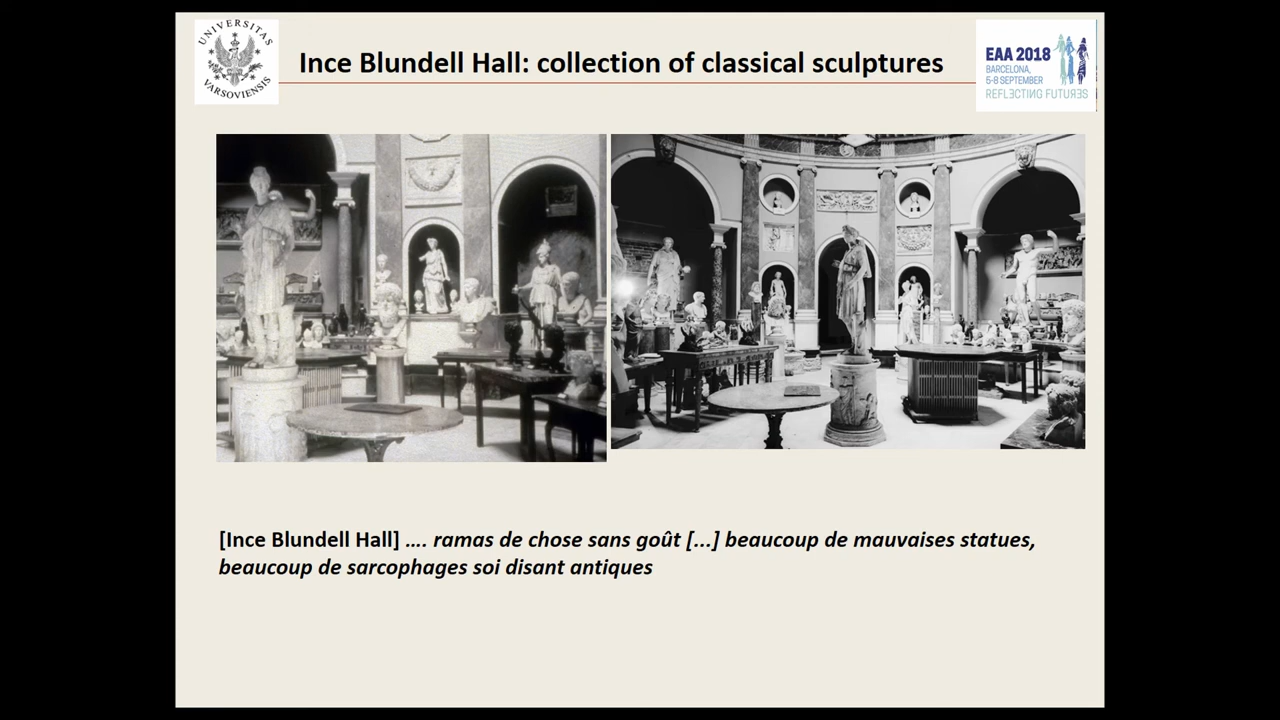 UNIVERSITAS
VARSOVIENSIS
Ince Blundell Hall: collection of classical sculptures
EAA 2018
BARCELONA,
5-8 SEPTEMBER
REFLECTING FUTURES
[Ince Blundell Hall] .... ramas de chose sans goût [...] beaucoup de mauvaises statues,
beaucoup de sarcophages soi disant antiques